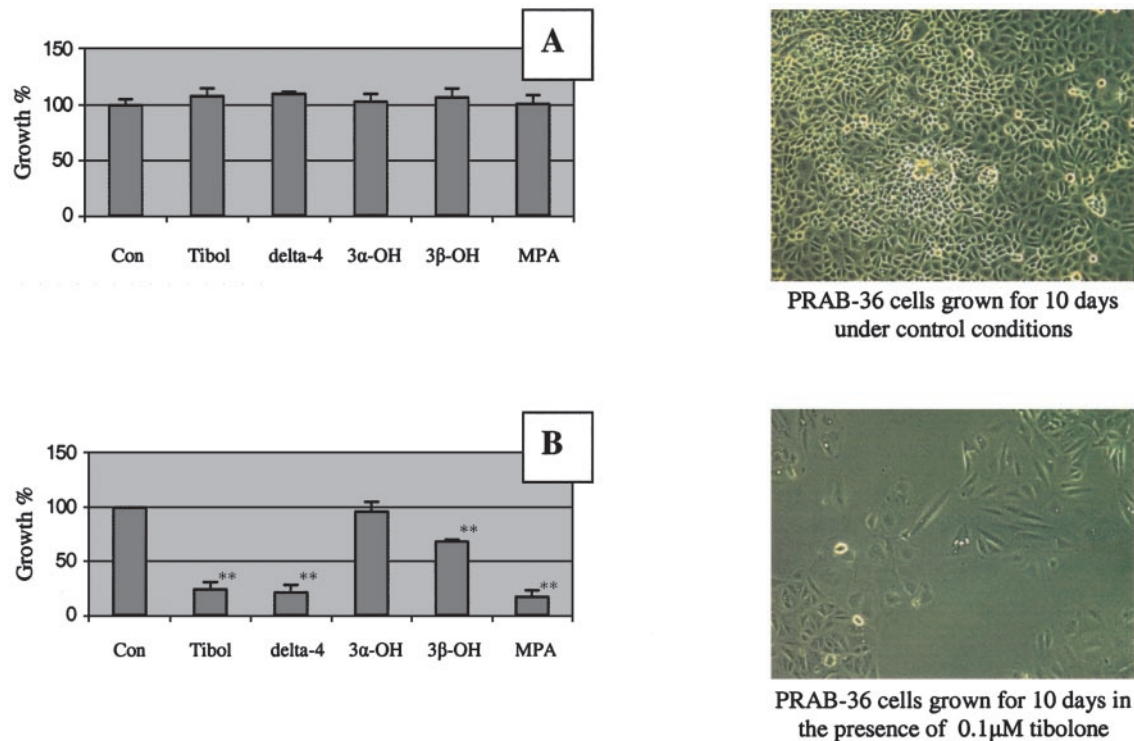 A
150
100
50
0
Growth %
Con Tibol delta-4 3α-OH 3β-OH MPA
PRAB-36 cells grown for 10 days
under control conditions
B
150
100
50
0
Growth %
** ** ** **
Con Tibol delta-4 3α-OH 3β-OH MPA
PRAB-36 cells grown for 10 days in
the presence of 0.1μM tibolone